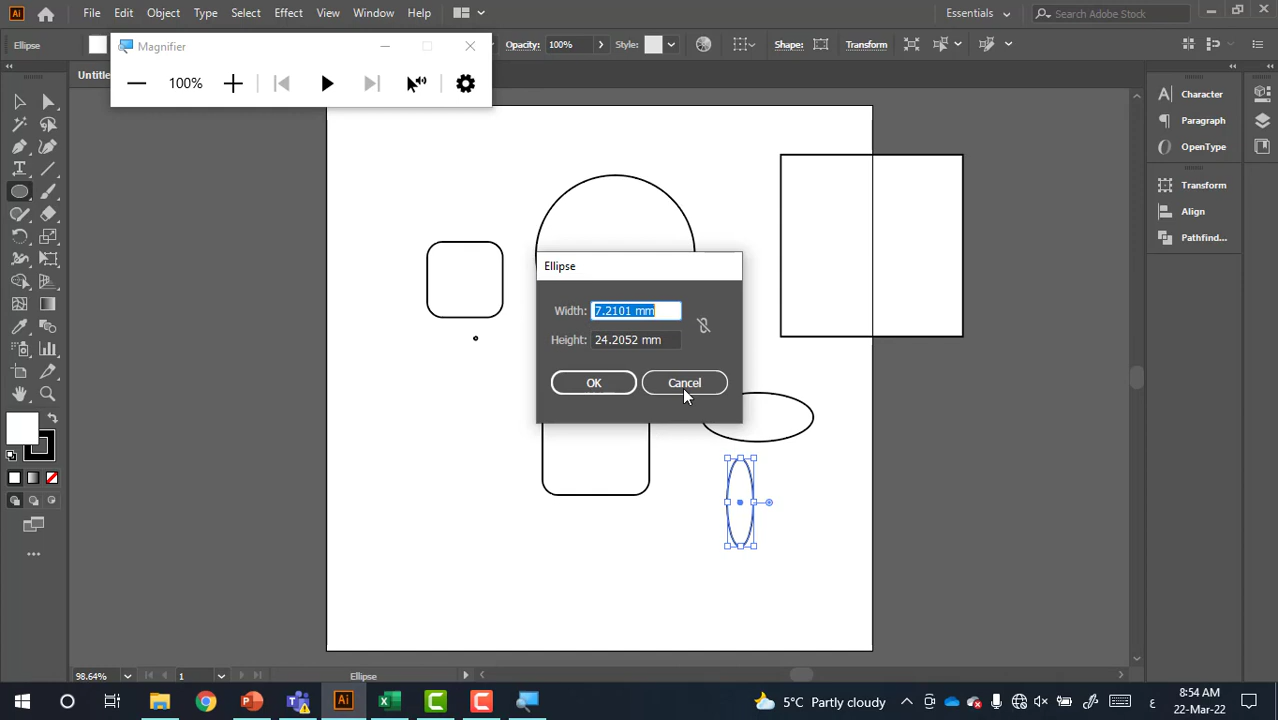 Ai File Edit Object Type Select Effect View Window Help Essentials Search Adobe Stock
Ellipse Opacity: 100% Style: Shape: Transform
Magnifier
100%
Untitle
Character
Paragraph
OpenType
Transform
Align
Pathfin...
Ellipse
Width: 7.2101 mm
Height: 24.2052 mm
OK Cancel
98.64% 1 Ellipse
5°C Partly cloudy
ع
8:54 AM
22-Mar-22